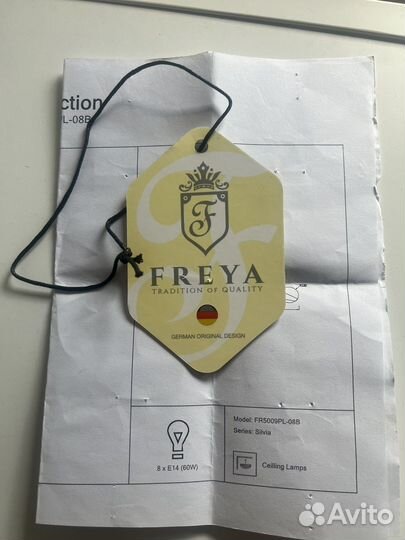 ction
PL-08B
F
FREYA
TRADITION OF QUALITY
GERMAN ORIGINAL DESIGN
8 x E14 (60W)
Model: FR5009PL-08B
Series: Silvia
Ceilling Lamps
Avito